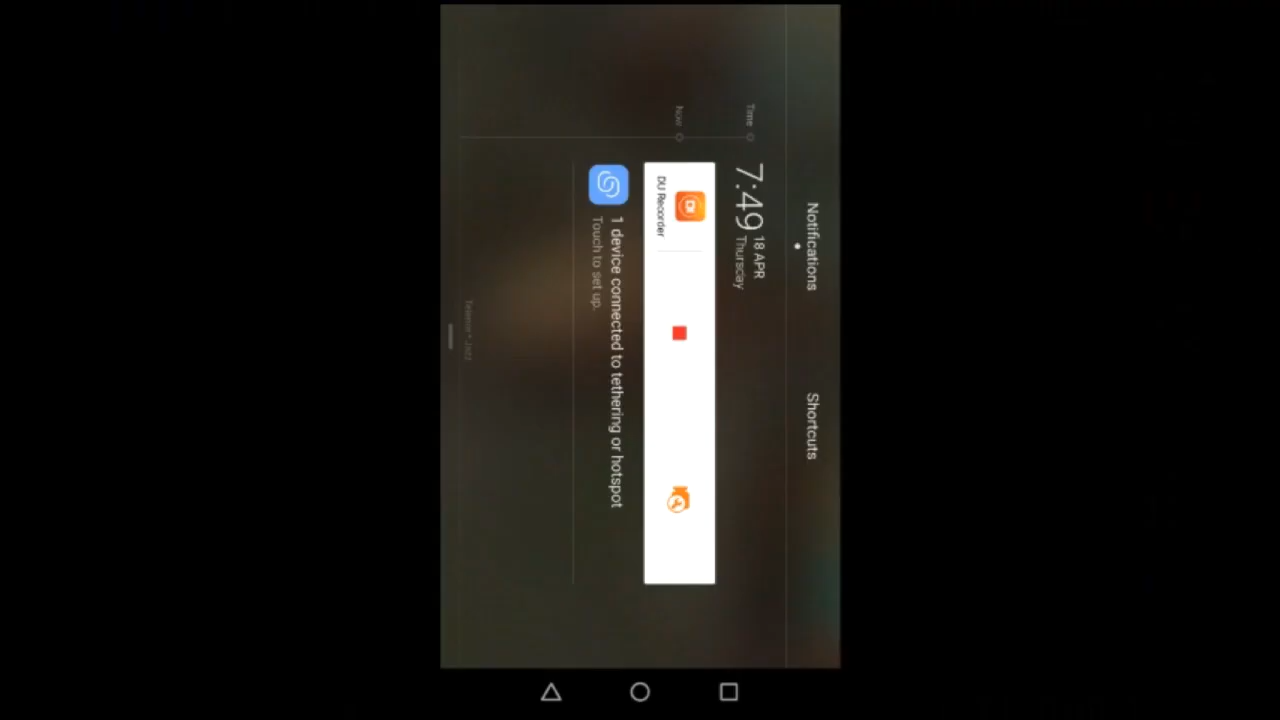 Notifications
Shortcuts
7:49
18 APR
Thursday
Time
Now
DU Recorder
1 device connected to tethering or hotspot
Touch to set up.